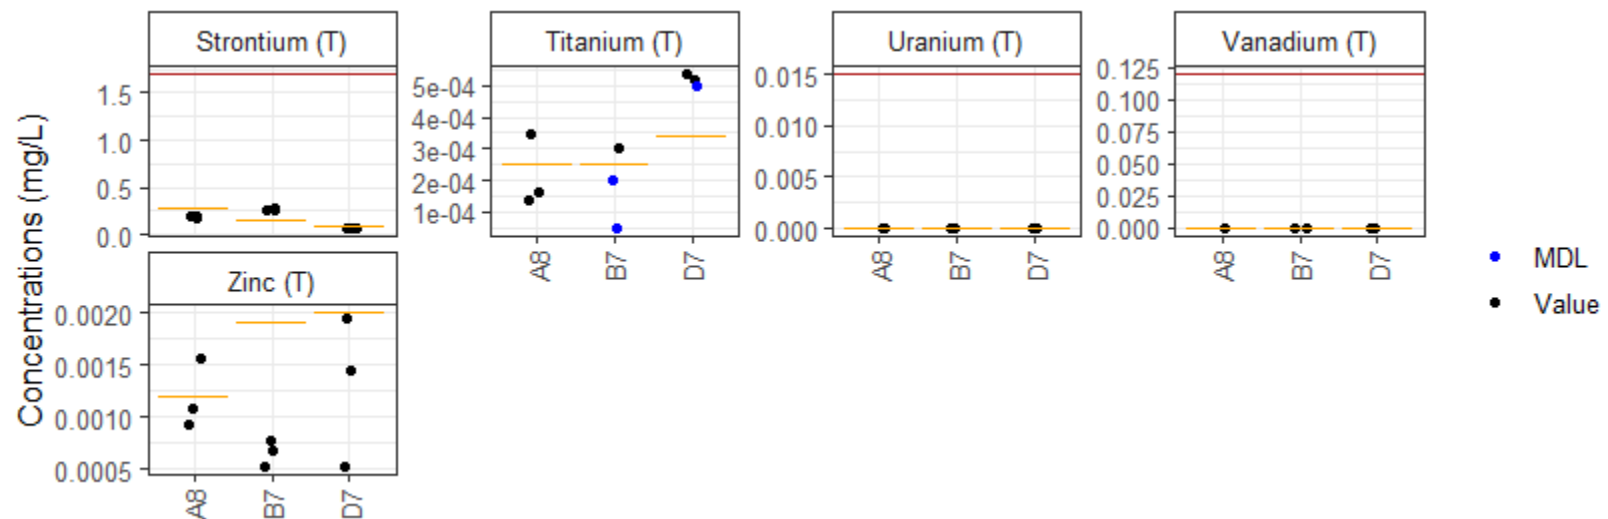 Strontium (T)
Titanium (T)
Uranium (T)
Vanadium (T)
Concentrations (mg/L)
1.5
1.0
0.5
0.0
5e-04
4e-04
3e-04
2e-04
1e-04
0.015
0.010
0.005
0.000
0.125
0.100
0.075
0.050
0.025
0.000
A8
B7
D7
A8
B7
D7
A8
B7
D7
Zinc (T)
0.0020
0.0015
0.0010
0.0005
A8
B7
D7
MDL
Value